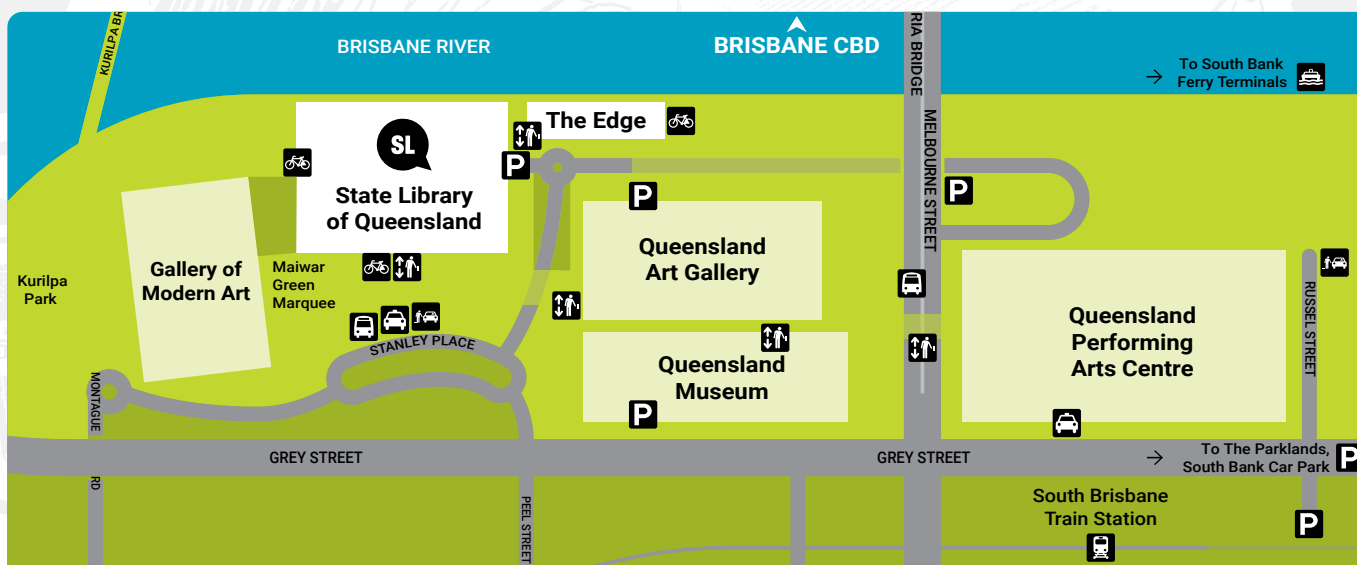 KURILPA BR
BRISBANE RIVER
BRISBANE CBD
RIA BRIDGE
To South Bank
Ferry Terminals
MELBOURNE STREET
The Edge
SL
State Library
of Queensland
P
P
P
Queensland
Art Gallery
Gallery of
Modern Art
Maiwar
Green
Marquee
Kurilpa
Park
RUSSEL STREET
Queensland
Performing
Arts Centre
STANLEY PLACE
Queensland
Museum
P
MONTAGUE
RD
GREY STREET
GREY STREET
To The Parklands,
South Bank Car Park
P
PEEL STREET
South Brisbane
Train Station
P